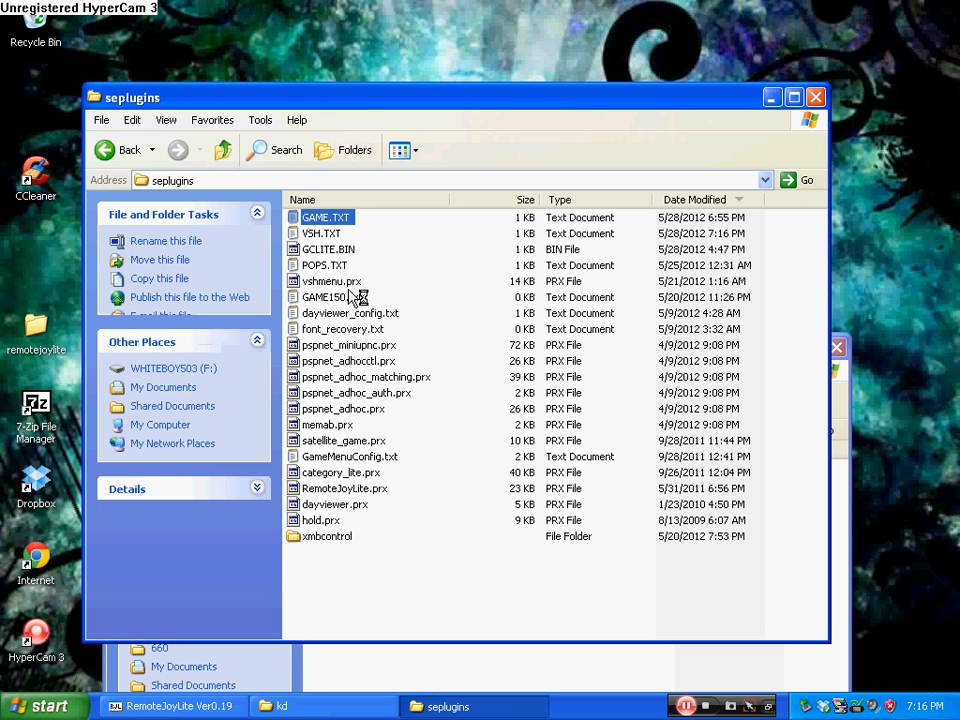 Unregistered HyperCam 3
Recycle Bin
CCleaner
remotejoylite
7-Zip File
Manager
Dropbox
Internet
HyperCam 3
seplugins
File Edit View Favorites Tools Help
Back Search Folders
Address seplugins Go
File and Folder Tasks
Rename this file
Move this file
Copy this file
Publish this file to the Web
E-mail this file
Other Places
WHITEBOY503 (F:)
My Documents
Shared Documents
My Computer
My Network Places
Details
Name Size Type Date Modified
GAME.TXT 1 KB Text Document 5/28/2012 6:55 PM
VSH.TXT 1 KB Text Document 5/28/2012 7:16 PM
GCLITE.BIN 1 KB BIN File 5/28/2012 4:47 PM
POPS.TXT 1 KB Text Document 5/25/2012 12:31 AM
vshmenu.prx 14 KB PRX File 5/21/2012 1:16 AM
GAME150. 0 KB Text Document 5/20/2012 11:26 PM
dayviewer_config.txt 1 KB Text Document 5/9/2012 4:28 AM
font_recovery.txt 0 KB Text Document 5/9/2012 3:32 AM
pspnet_miniupnc.prx 72 KB PRX File 4/9/2012 9:08 PM
pspnet_adhocctl.prx 26 KB PRX File 4/9/2012 9:08 PM
pspnet_adhoc_matching.prx 39 KB PRX File 4/9/2012 9:08 PM
pspnet_adhoc_auth.prx 2 KB PRX File 4/9/2012 9:08 PM
pspnet_adhoc.prx 26 KB PRX File 4/9/2012 9:08 PM
memab.prx 2 KB PRX File 4/9/2012 9:08 PM
satellite_game.prx 10 KB PRX File 9/28/2011 11:44 PM
GameMenuConfig.txt 2 KB Text Document 9/28/2011 12:41 PM
category_lite.prx 40 KB PRX File 9/26/2011 12:04 PM
RemoteJoyLite.prx 23 KB PRX File 5/31/2011 6:56 PM
dayviewer.prx 5 KB PRX File 1/23/2010 4:50 PM
hold.prx 9 KB PRX File 8/13/2009 6:07 AM
xmbcontrol File Folder 5/20/2012 7:53 PM
660
My Documents
Shared Documents
start
RJL RemoteJoyLite Ver0.19
kd
seplugins
7:16 PM